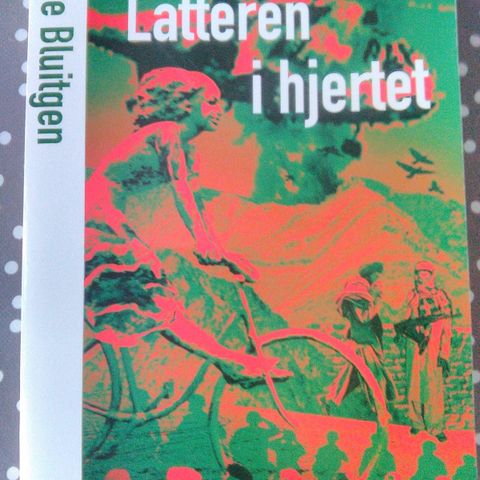 e Bluitgen
Latteren
i hjertet